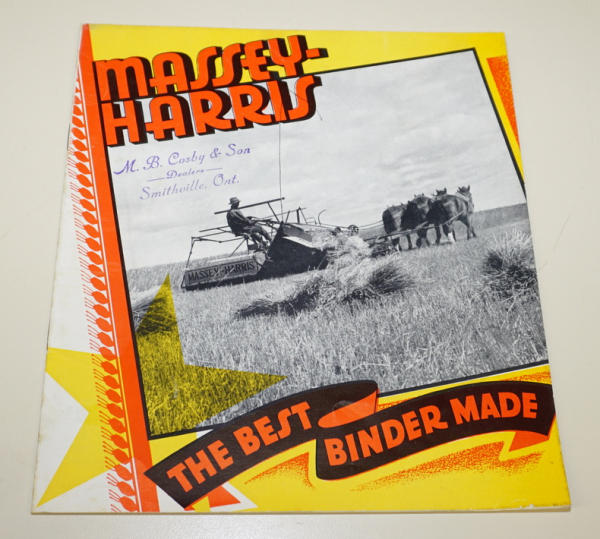 MASSEY-
HARRIS
M. B. Cosby & Son
Dealers
Smithville, Ont.
MASSEY-HARRIS
THE BEST
BINDER MADE